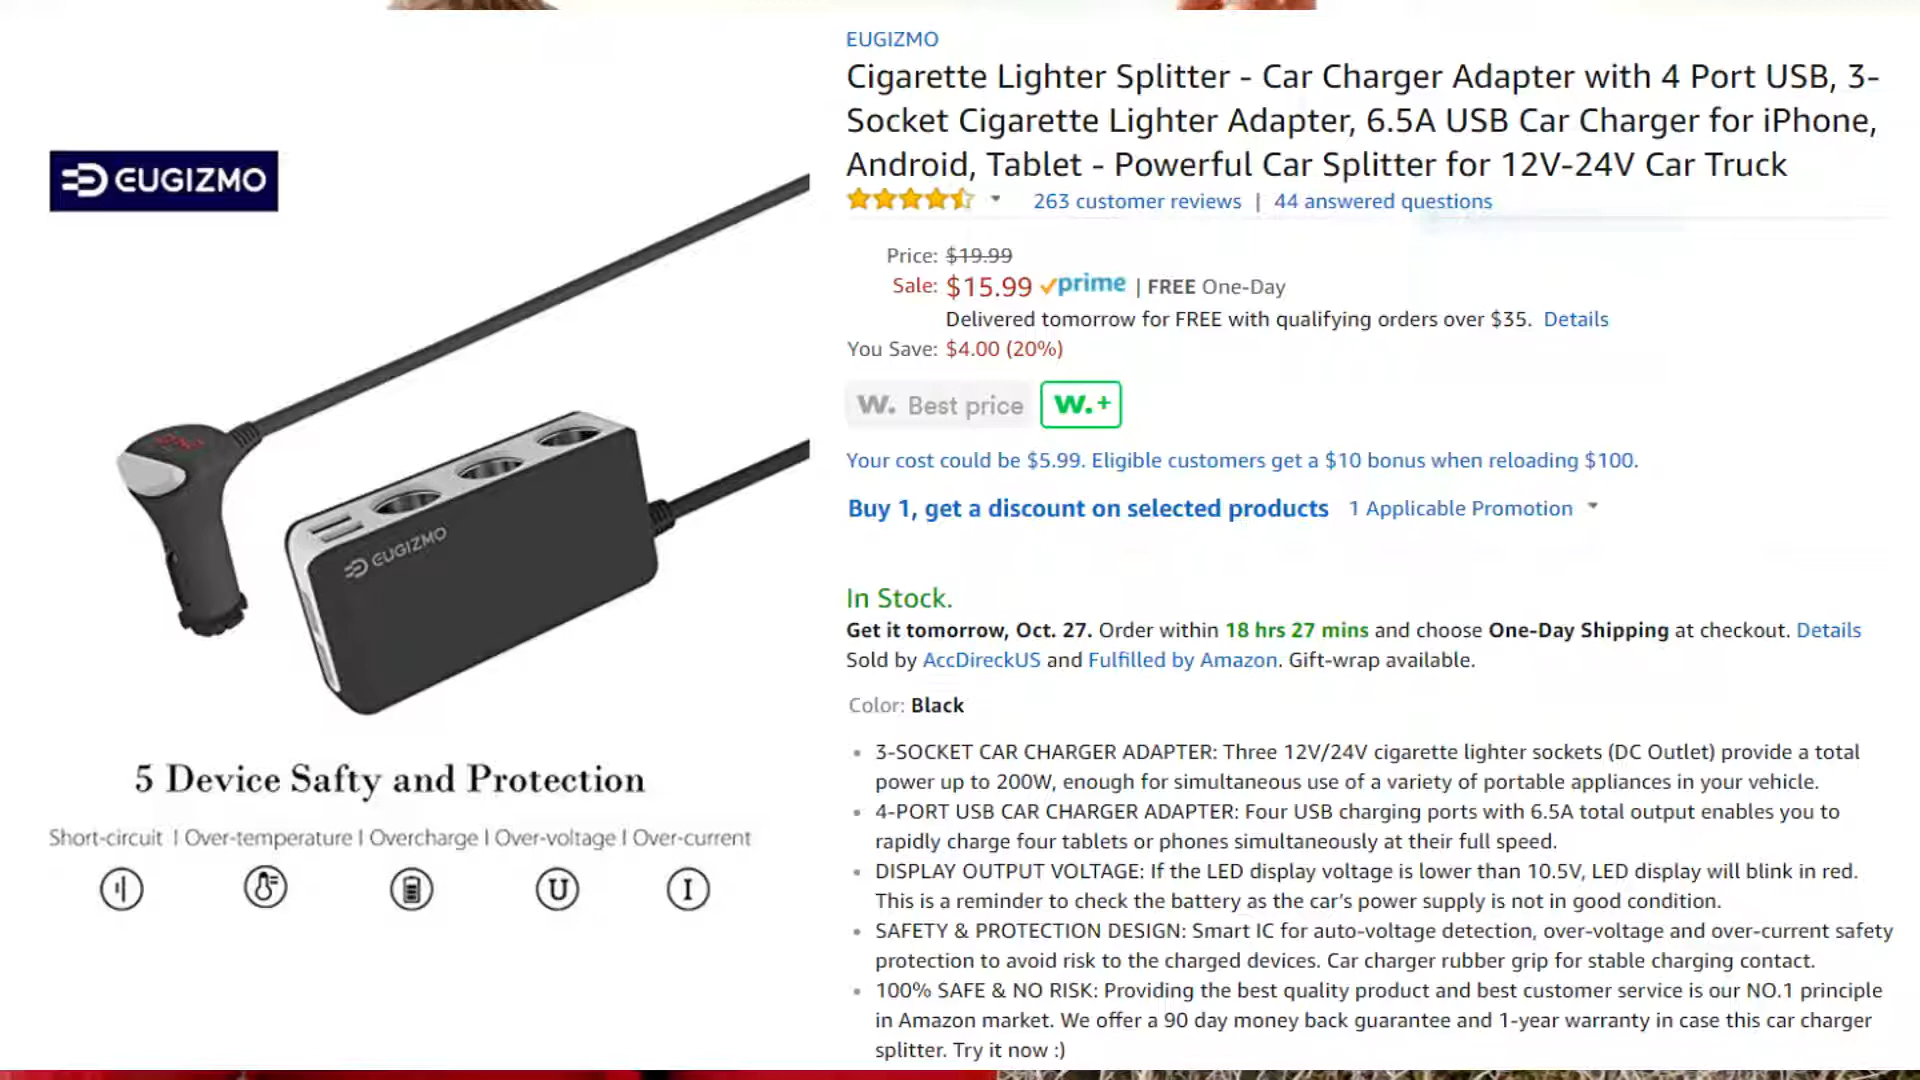 EUGIZMO
EUGIZMO
5 Device Safty and Protection
Short-circuit | Over-temperature | Overcharge | Over-voltage | Over-current
U
I
EUGIZMO
Cigarette Lighter Splitter - Car Charger Adapter with 4 Port USB, 3-
Socket Cigarette Lighter Adapter, 6.5A USB Car Charger for iPhone,
Android, Tablet - Powerful Car Splitter for 12V-24V Car Truck
263 customer reviews | 44 answered questions
Price: $19.99
Sale: $15.99 prime | FREE One-Day
Delivered tomorrow for FREE with qualifying orders over $35. Details
You Save: $4.00 (20%)
W. Best price W.+
Your cost could be $5.99. Eligible customers get a $10 bonus when reloading $100.
Buy 1, get a discount on selected products 1 Applicable Promotion
In Stock.
Get it tomorrow, Oct. 27. Order within 18 hrs 27 mins and choose One-Day Shipping at checkout. Details
Sold by AccDireckUS and Fulfilled by Amazon. Gift-wrap available.
Color: Black
• 3-SOCKET CAR CHARGER ADAPTER: Three 12V/24V cigarette lighter sockets (DC Outlet) provide a total
power up to 200W, enough for simultaneous use of a variety of portable appliances in your vehicle.
• 4-PORT USB CAR CHARGER ADAPTER: Four USB charging ports with 6.5A total output enables you to
rapidly charge four tablets or phones simultaneously at their full speed.
• DISPLAY OUTPUT VOLTAGE: If the LED display voltage is lower than 10.5V, LED display will blink in red.
This is a reminder to check the battery as the car's power supply is not in good condition.
• SAFETY & PROTECTION DESIGN: Smart IC for auto-voltage detection, over-voltage and over-current safety
protection to avoid risk to the charged devices. Car charger rubber grip for stable charging contact.
• 100% SAFE & NO RISK: Providing the best quality product and best customer service is our NO.1 principle
in Amazon market. We offer a 90 day money back guarantee and 1-year warranty in case this car charger
splitter. Try it now :)